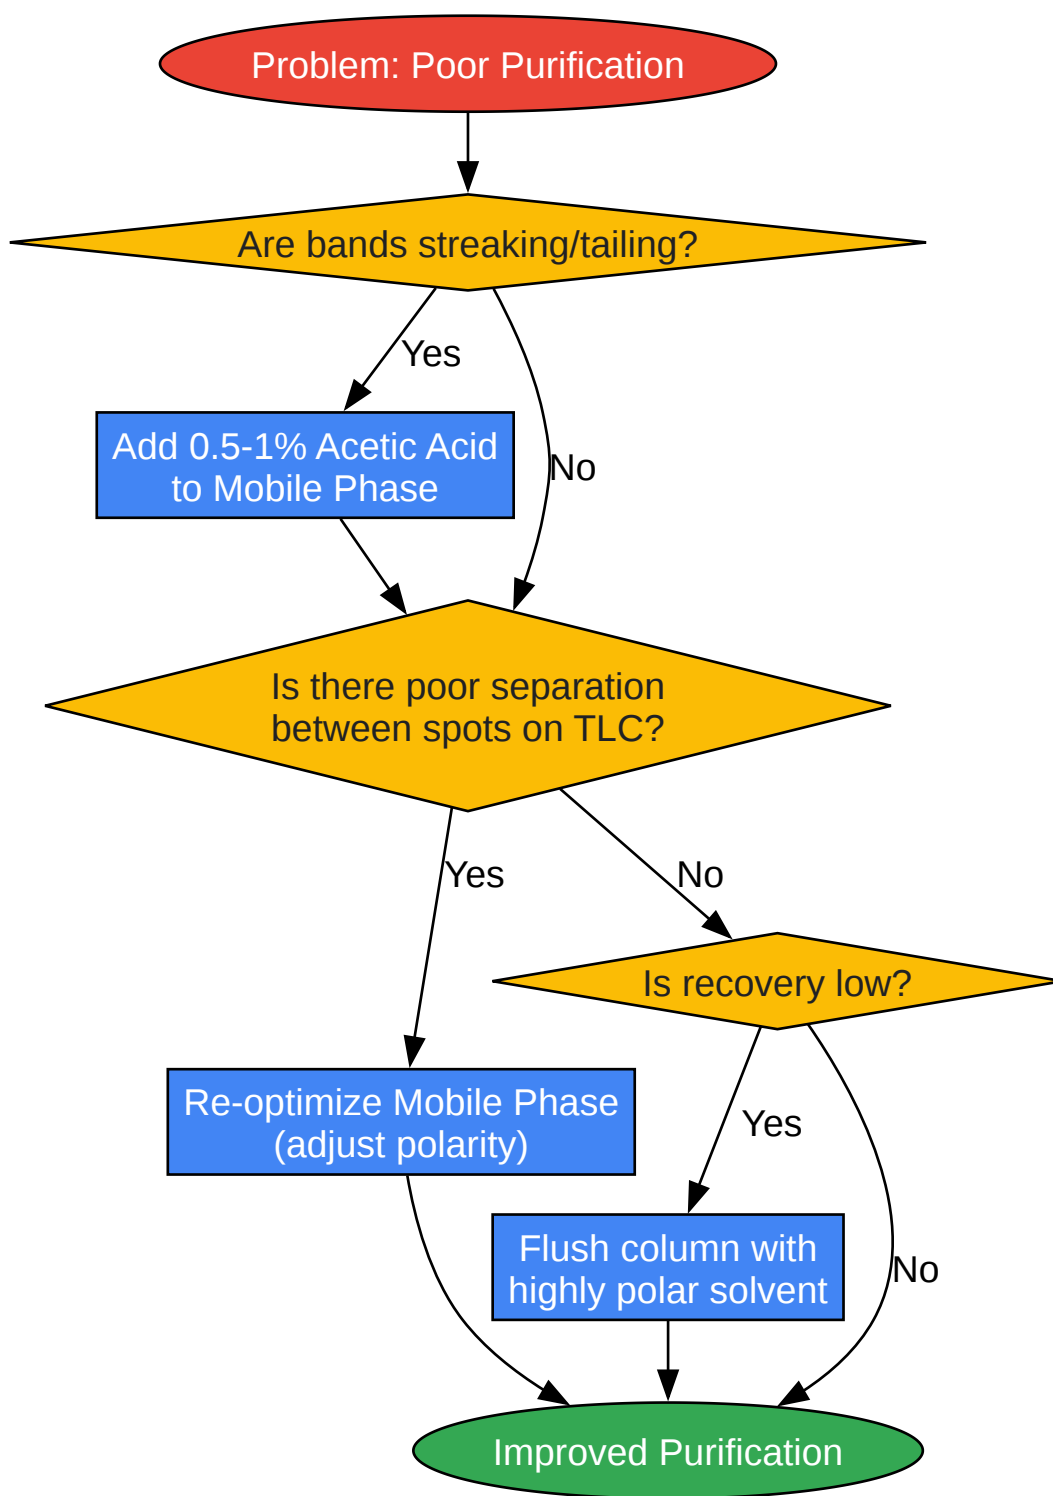 Problem: Poor Purification
Are bands streaking/tailing?
Yes
Add 0.5-1% Acetic Acid
to Mobile Phase
No
Is there poor separation
between spots on TLC?
Yes
No
Is recovery low?
Re-optimize Mobile Phase
(adjust polarity)
Yes
Flush column with
highly polar solvent
No
Improved Purification